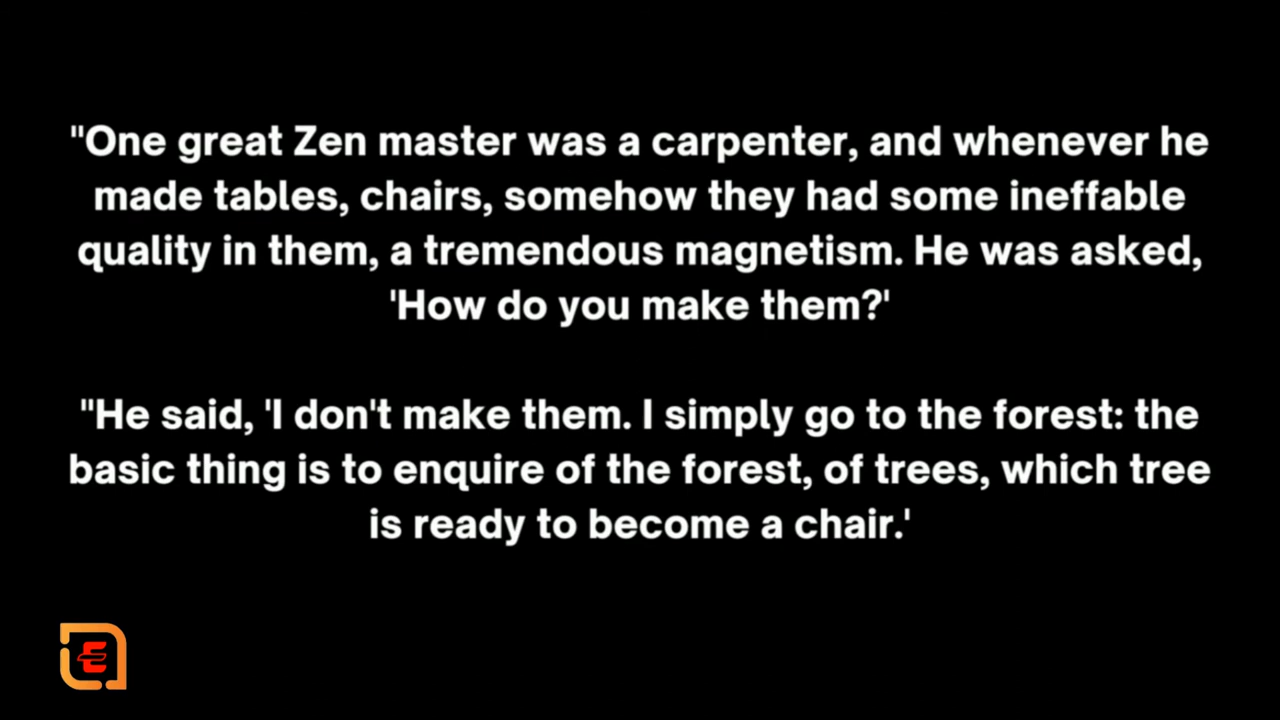 "One great Zen master was a carpenter, and whenever he
made tables, chairs, somehow they had some ineffable
quality in them, a tremendous magnetism. He was asked,
'How do you make them?'
"He said, 'I don't make them. I simply go to the forest: the
basic thing is to enquire of the forest, of trees, which tree
is ready to become a chair.'
E